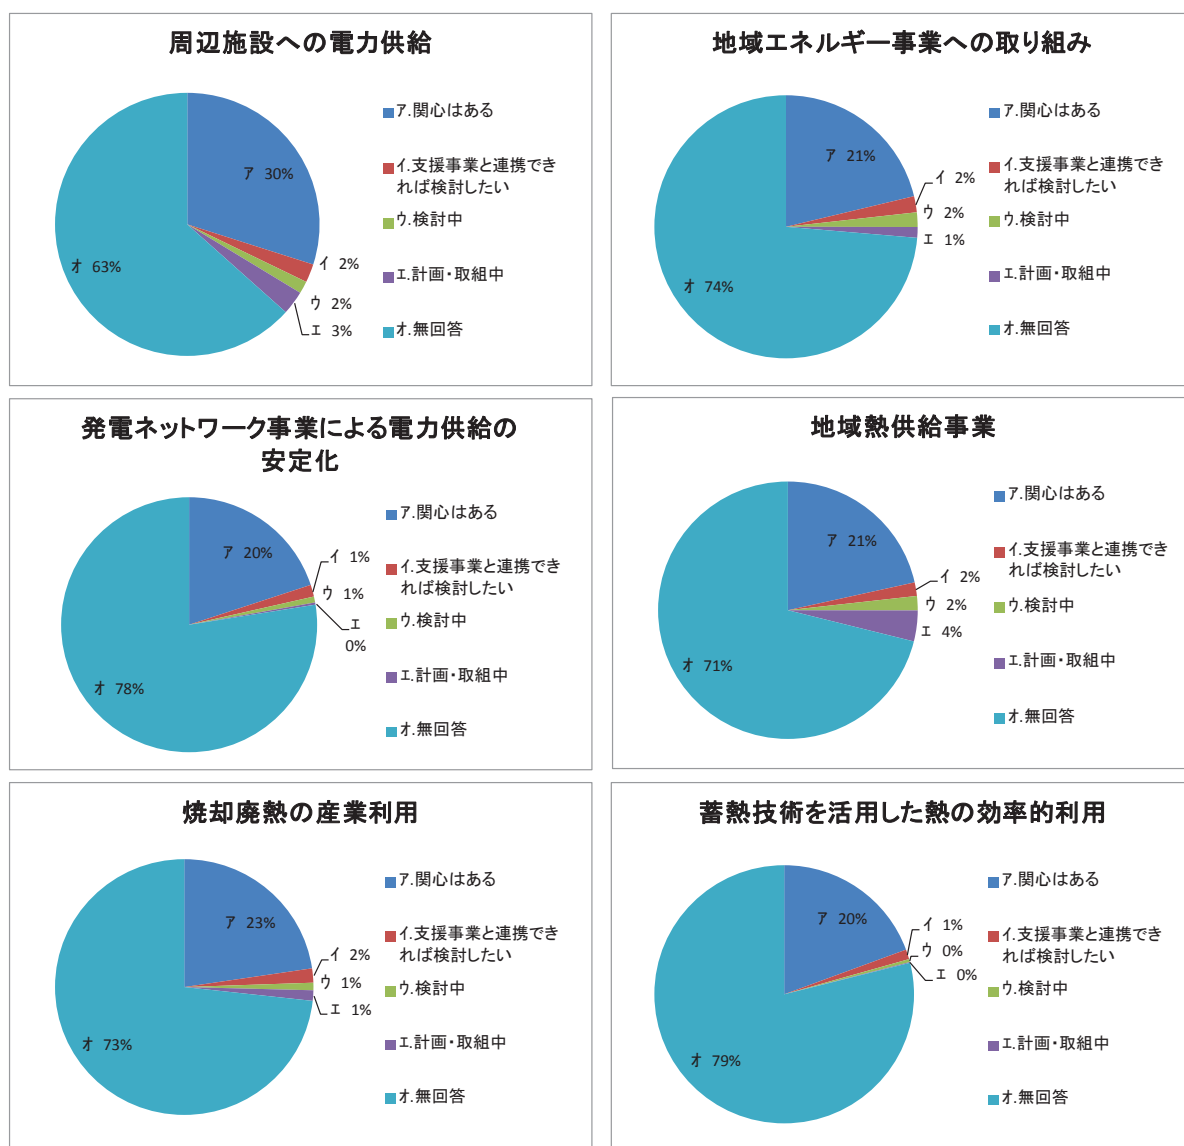 周辺施設への電力供給
ア 30%
イ 2%
ウ 2%
エ 3%
オ 63%
ア.関心はある
イ.支援事業と連携でき
れば検討したい
ウ.検討中
エ.計画・取組中
オ.無回答
地域エネルギー事業への取り組み
ア 21%
イ 2%
ウ 2%
エ 1%
オ 74%
ア.関心はある
イ.支援事業と連携でき
れば検討したい
ウ.検討中
エ.計画・取組中
オ.無回答
発電ネットワーク事業による電力供給の
安定化
ア 20%
イ 1%
ウ 1%
エ
0%
オ 78%
ア.関心はある
イ.支援事業と連携でき
れば検討したい
ウ.検討中
エ.計画・取組中
オ.無回答
地域熱供給事業
ア 21%
イ 2%
ウ 2%
エ 4%
オ 71%
ア.関心はある
イ.支援事業と連携でき
れば検討したい
ウ.検討中
エ.計画・取組中
オ.無回答
焼却廃熱の産業利用
ア 23%
イ 2%
ウ 1%
エ 1%
オ 73%
ア.関心はある
イ.支援事業と連携でき
れば検討したい
ウ.検討中
エ.計画・取組中
オ.無回答
蓄熱技術を活用した熱の効率的利用
ア 20%
イ 1%
ウ 0%
エ 0%
オ 79%
ア.関心はある
イ.支援事業と連携でき
れば検討したい
ウ.検討中
エ.計画・取組中
オ.無回答